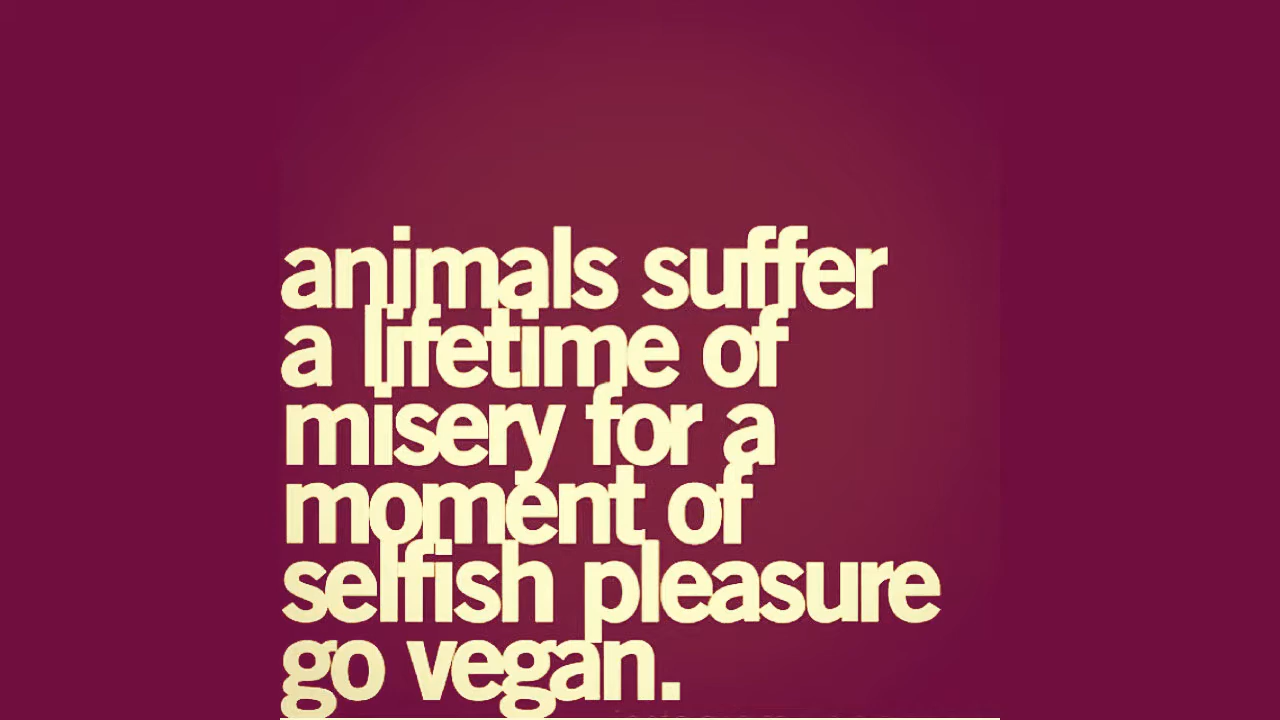 animals suffer
a lifetime of
misery for a
moment of
selfish pleasure
go vegan.